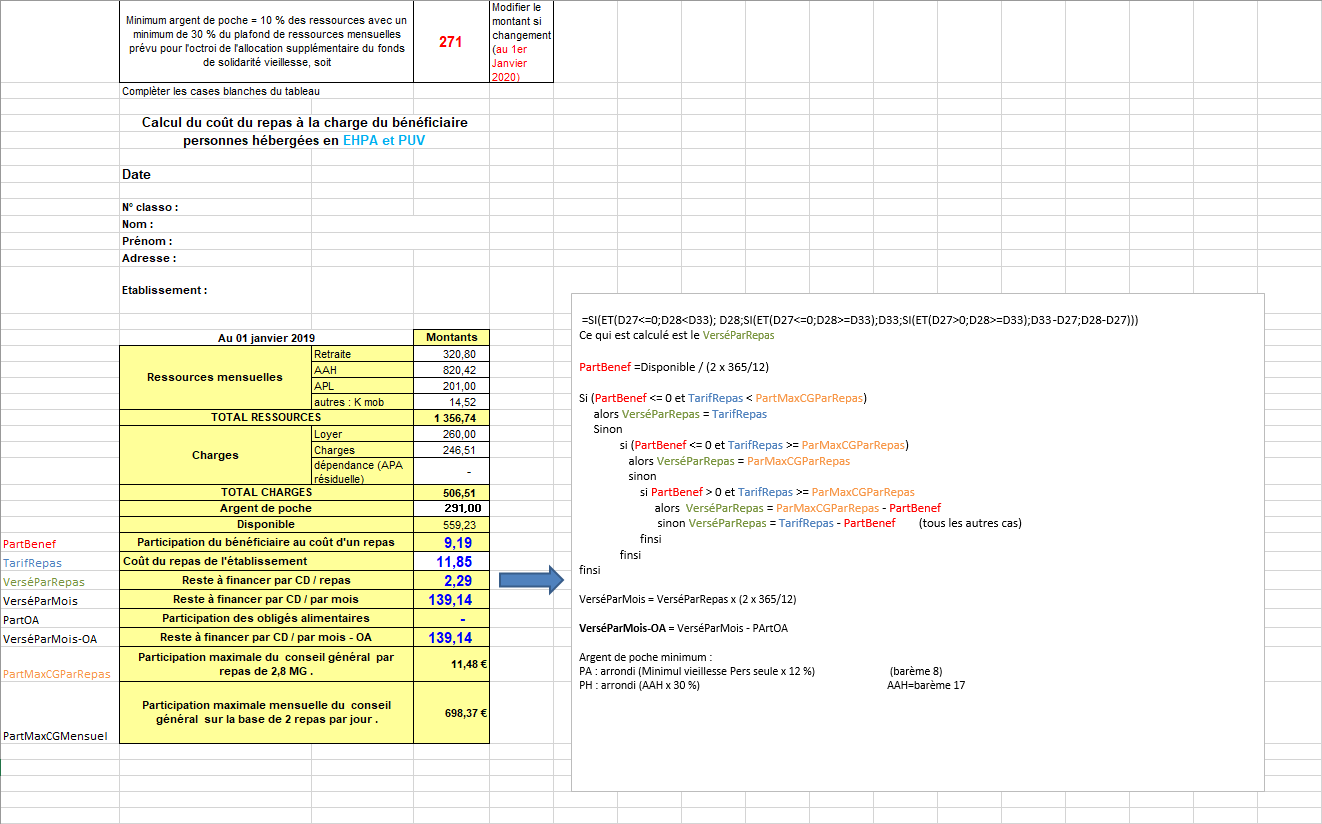 Minimum argent de poche = 10 % des ressources avec un
minimum de 30 % du plafond de ressources mensuelles
prévu pour l'octroi de l'allocation supplémentaire du fonds
de solidarité vieillesse, soit
271
Modifier le
montant si
changement
(au 1er
Janvier
2020)
Complèter les cases blanches du tableau
Calcul du coût du repas à la charge du bénéficiaire
personnes hébergées en EHPA et PUV
Date
N° classo :
Nom :
Prénom :
Adresse :
Etablissement :
Au 01 janvier 2019 Montants
Ressources mensuelles
Retraite 320,80
AAH 820,42
APL 201,00
autres : K mob 14,52
TOTAL RESSOURCES 1 356,74
Charges
Loyer 260,00
Charges 246,51
dépendance (APA
résiduelle) -
TOTAL CHARGES 506,51
Argent de poche 291,00
Disponible 559,23
PartBenef Participation du bénéficiaire au coût d'un repas 9,19
TarifRepas Coût du repas de l'établissement 11,85
VerséParRepas Reste à financer par CD / repas 2,29
VerséParMois Reste à financer par CD / par mois 139,14
PartOA Participation des obligés alimentaires -
VerséParMois-OA Reste à financer par CD / par mois - OA 139,14
Participation maximale du conseil général par
repas de 2,8 MG .
11,48 €
PartMaxCGParRepas
Participation maximale mensuelle du conseil
général sur la base de 2 repas par jour .
698,37 €
PartMaxCGMensuel
=SI(ET(D27<=0;D28<D33); D28;SI(ET(D27<=0;D28>=D33);D33;SI(ET(D27>0;D28>=D33);D33-D27;D28-D27)))
Ce qui est calculé est le VerséParRepas
PartBenef =Disponible / (2 x 365/12)
Si (PartBenef <= 0 et TarifRepas < PartMaxCGParRepas)
alors VerséParRepas = TarifRepas
Sinon
si (PartBenef <= 0 et TarifRepas >= ParMaxCGParRepas)
alors VerséParRepas = ParMaxCGParRepas
sinon
si PartBenef > 0 et TarifRepas >= ParMaxCGParRepas
alors VerséParRepas = ParMaxCGParRepas - PartBenef
sinon VerséParRepas = TarifRepas - PartBenef (tous les autres cas)
finsi
finsi
finsi
VerséParMois = VerséParRepas x (2 x 365/12)
VerséParMois-OA = VerséParMois - PArtOA
Argent de poche minimum :
PA : arrondi (Minimul vieillesse Pers seule x 12 %) (barème 8)
PH : arrondi (AAH x 30 %) AAH=barème 17